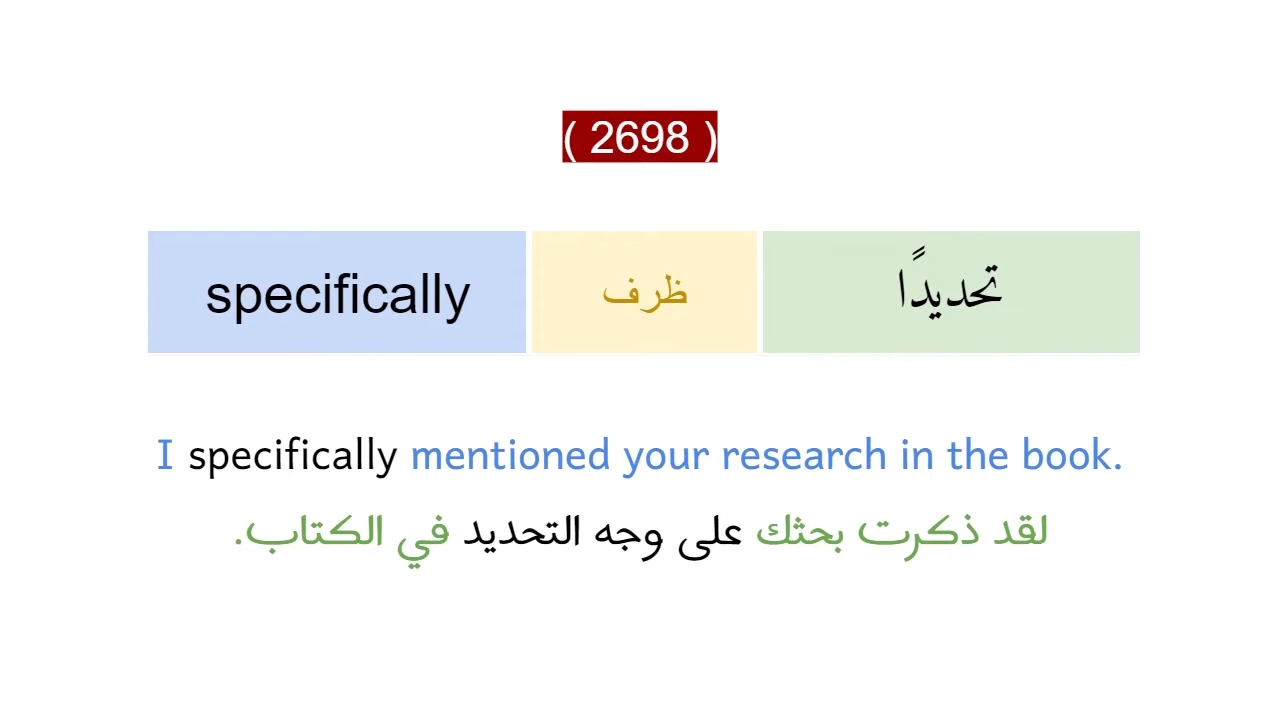 ( 2698 )
specifically ظرف تحديدًا
I specifically mentioned your research in the book.
لقد ذكرت بحثك على وجه التحديد في الكتاب.